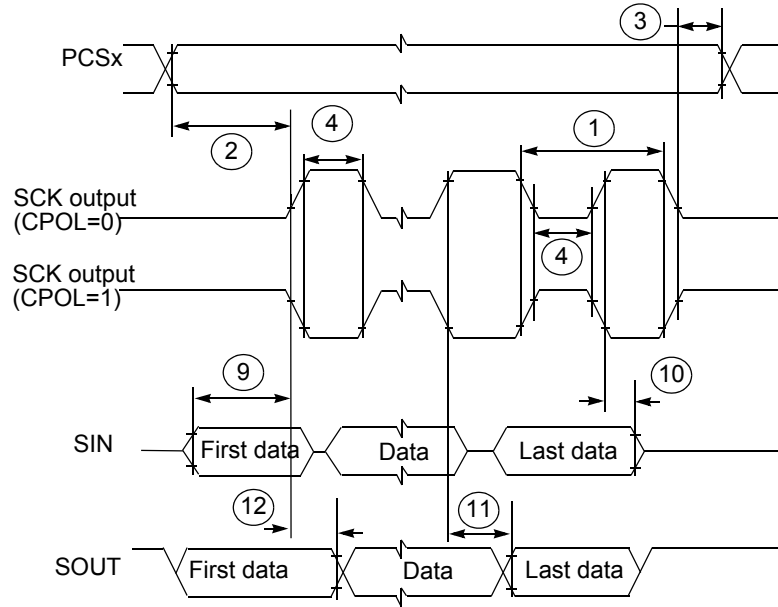 3
PCSx
2
4
1
SCK output
(CPOL=0)
4
SCK output
(CPOL=1)
9
10
SIN
First data
Data
Last data
12
11
SOUT
First data
Data
Last data